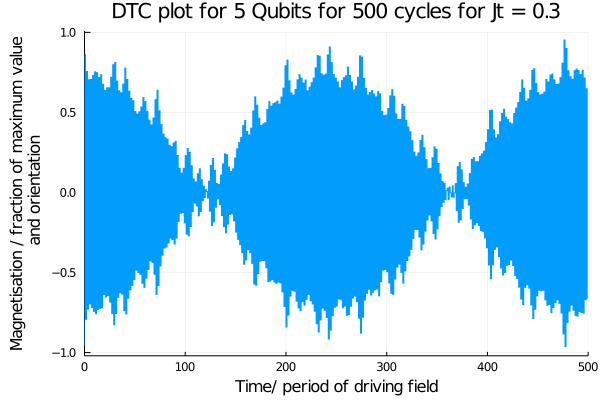 DTC plot for 5 Qubits for 500 cycles for Jt = 0.3
Magnetisation / fraction of maximum value
and orientation
1.0
0.5
0.0
−0.5
−1.0
0 100 200 300 400 500
Time/ period of driving field